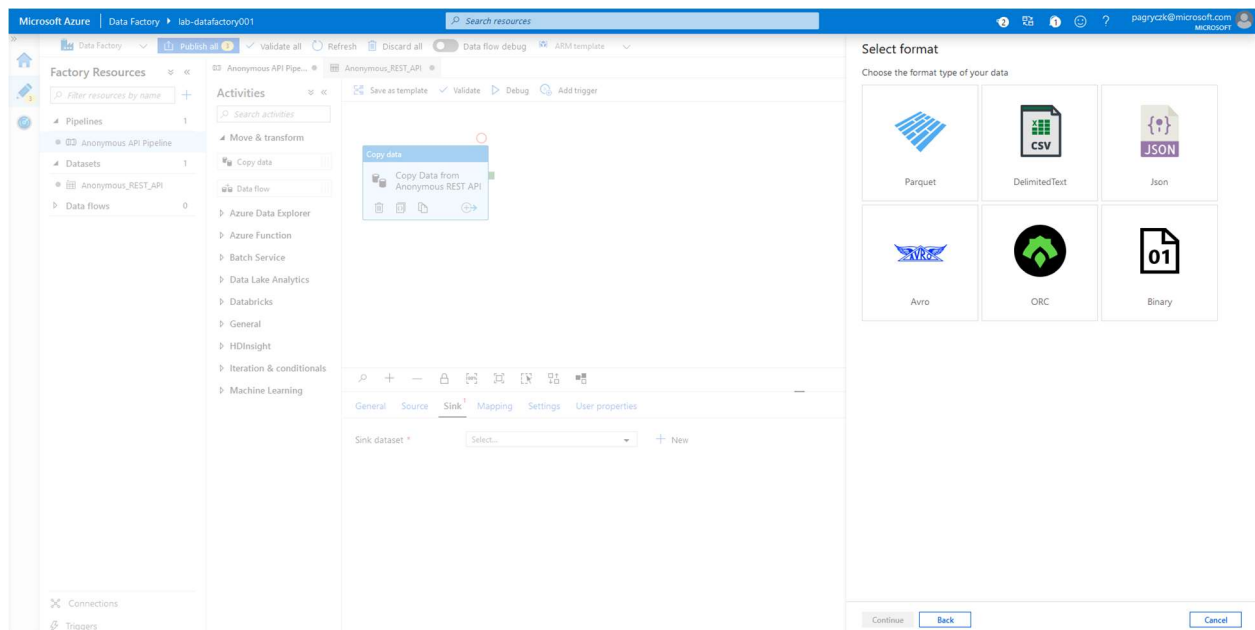 Microsoft Azure Data Factory lab-datafactory001 Search resources 2 1 ? pagryczk@microsoft.com
MICROSOFT
Data Factory Publish all 3 Validate all Refresh Discard all Data flow debug ARM template
Factory Resources
Filter resources by name
Pipelines 1
Anonymous API Pipeline
Datasets 1
Anonymous_REST_API
Data flows 0
Connections
Triggers
Anonymous API Pipe... Anonymous_REST_API
Activities
Search activities
Move & transform
Copy data
Data flow
Azure Data Explorer
Azure Function
Batch Service
Data Lake Analytics
Databricks
General
HDInsight
Iteration & conditionals
Machine Learning
Save as template Validate Debug Add trigger
Copy data
Copy Data from
Anonymous REST API
General Source Sink 1 Mapping Settings User properties
Sink dataset * Select... New
Select format
Choose the format type of your data
CSV
JSON
Parquet DelimitedText Json
AVRO
01
Avro ORC Binary
Continue Back Cancel